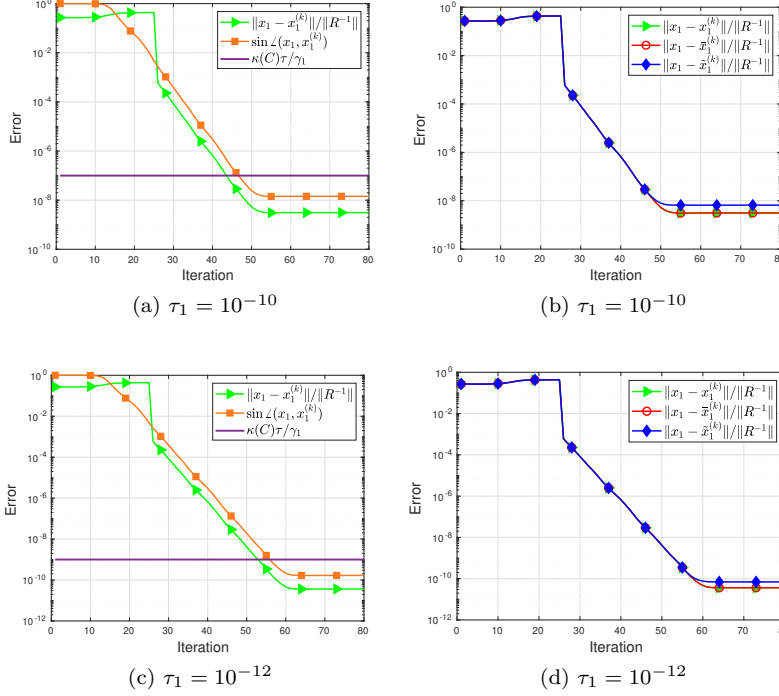 10^0
10^-2
10^-4
10^-6
10^-8
10^-10
Error
0 10 20 30 40 50 60 70 80
Iteration
‖x_1 − x_1^(k)‖/‖R^-1‖
sin∠(x_1, x_1^(k))
κ(C)τ/γ_1
(a) τ_1 = 10^-10
10^0
10^-2
10^-4
10^-6
10^-8
10^-10
Error
0 10 20 30 40 50 60 70 80
Iteration
‖x_1 − x_1^(k)‖/‖R^-1‖
‖x_1 − x̄_1^(k)‖/‖R^-1‖
‖x_1 − x̃_1^(k)‖/‖R^-1‖
(b) τ_1 = 10^-10
10^0
10^-2
10^-4
10^-6
10^-8
10^-10
10^-12
Error
0 10 20 30 40 50 60 70 80
Iteration
‖x_1 − x_1^(k)‖/‖R^-1‖
sin∠(x_1, x_1^(k))
κ(C)τ/γ_1
(c) τ_1 = 10^-12
10^0
10^-2
10^-4
10^-6
10^-8
10^-10
10^-12
Error
0 10 20 30 40 50 60 70 80
Iteration
‖x_1 − x_1^(k)‖/‖R^-1‖
‖x_1 − x̄_1^(k)‖/‖R^-1‖
‖x_1 − x̃_1^(k)‖/‖R^-1‖
(d) τ_1 = 10^-12